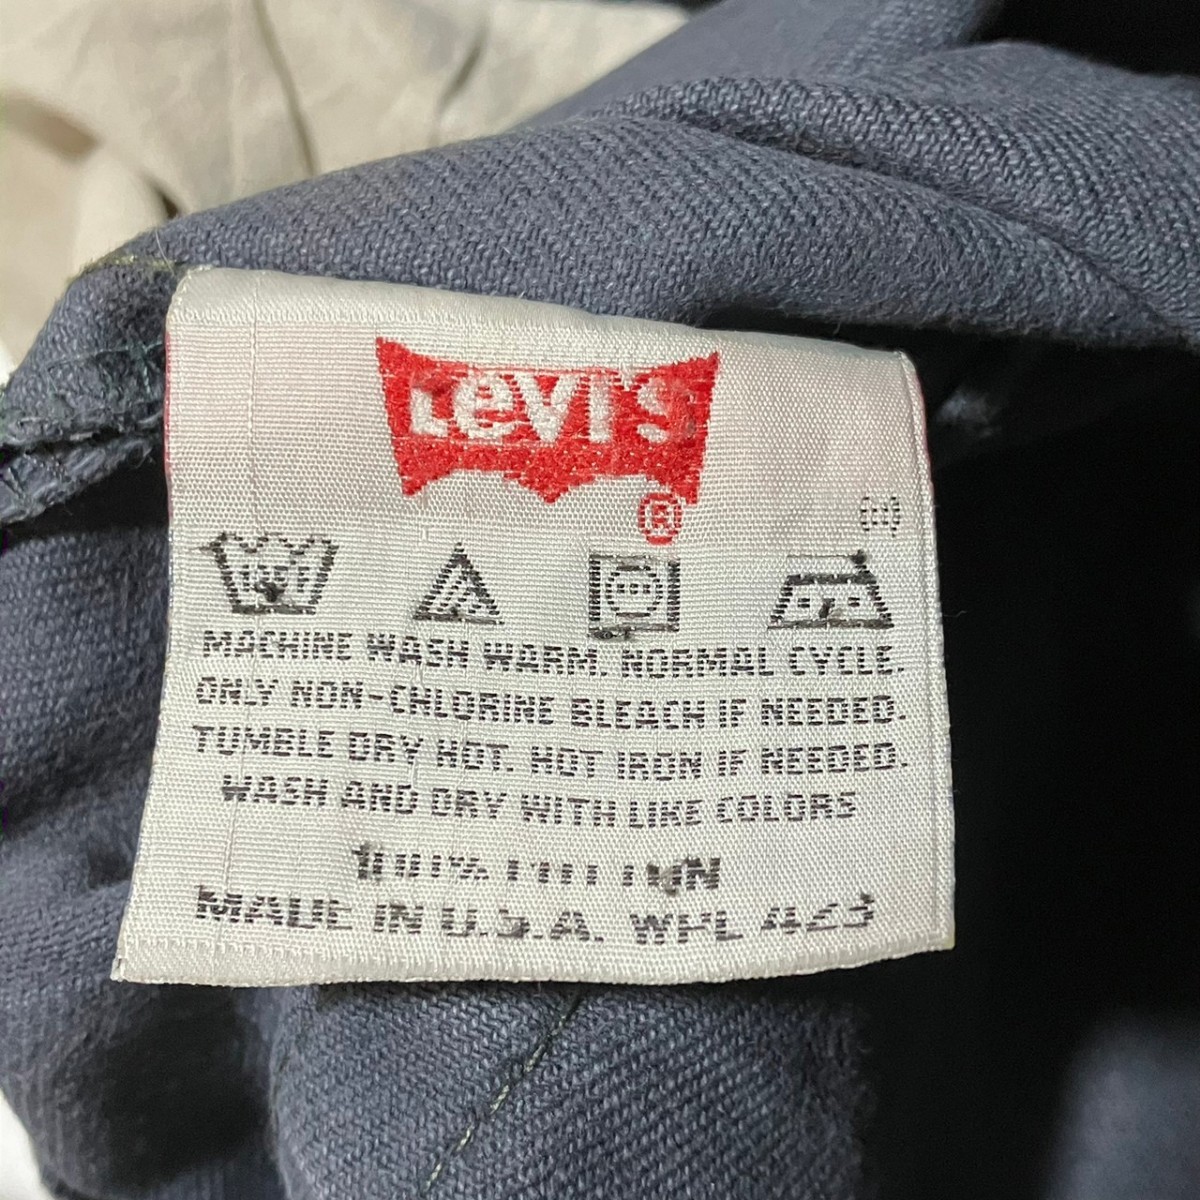 Levi's
®
MACHINE WASH WARM. NORMAL CYCLE.
ONLY NON-CHLORINE BLEACH IF NEEDED.
TUMBLE DRY HOT. HOT IRON IF NEEDED.
WASH AND DRY WITH LIKE COLORS
100% COTTON
MADE IN U.S.A. WPL 423